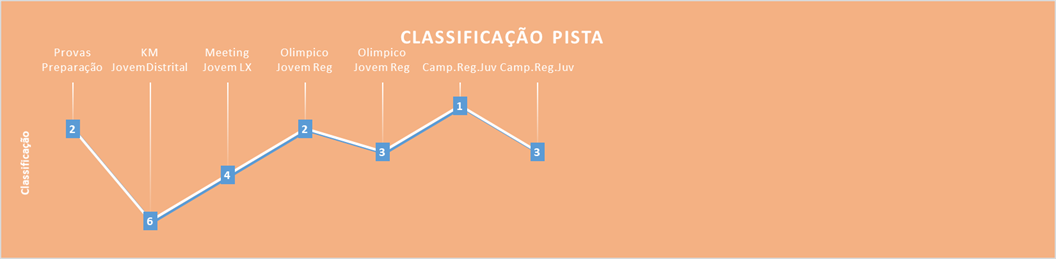 CLASSIFICAÇÃO PISTA
Provas
Preparação
KM
JovemDistrital
Meeting
Jovem LX
Olimpico
Jovem Reg
Olimpico
Jovem Reg
Camp.Reg.Juv
Camp.Reg.Juv
Classificação
2
6
4
2
3
1
3